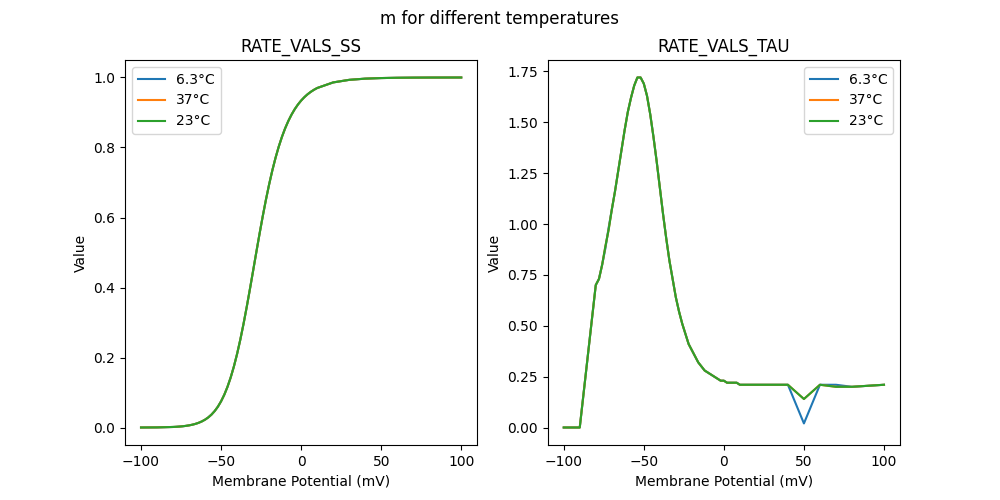 m for different temperatures
RATE_VALS_SS
RATE_VALS_TAU
1.0
0.8
0.6
0.4
0.2
0.0
Value
6.3°C
37°C
23°C
−100
−50
0
50
100
Membrane Potential (mV)
1.75
1.50
1.25
1.00
0.75
0.50
0.25
0.00
Value
6.3°C
37°C
23°C
−100
−50
0
50
100
Membrane Potential (mV)